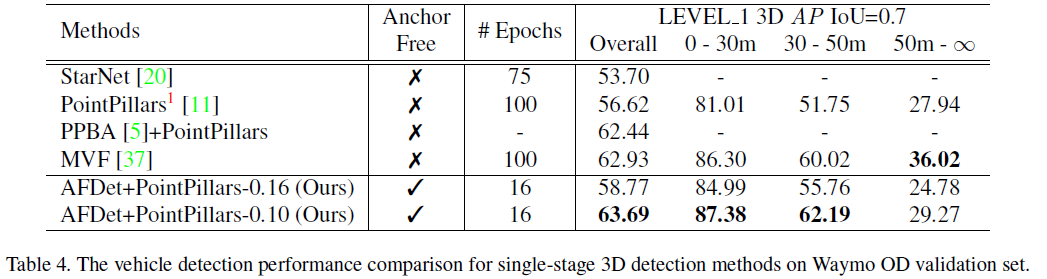 Methods Anchor Free # Epochs LEVEL_1 3D AP IoU=0.7
Overall 0 - 30m 30 - 50m 50m - ∞
StarNet [20] ✗ 75 53.70 - - -
PointPillars¹ [11] ✗ 100 56.62 81.01 51.75 27.94
PPBA [5]+PointPillars ✗ - 62.44 - - -
MVF [37] ✗ 100 62.93 86.30 60.02 36.02
AFDet+PointPillars-0.16 (Ours) ✓ 16 58.77 84.99 55.76 24.78
AFDet+PointPillars-0.10 (Ours) ✓ 16 63.69 87.38 62.19 29.27
Table 4. The vehicle detection performance comparison for single-stage 3D detection methods on Waymo OD validation set.